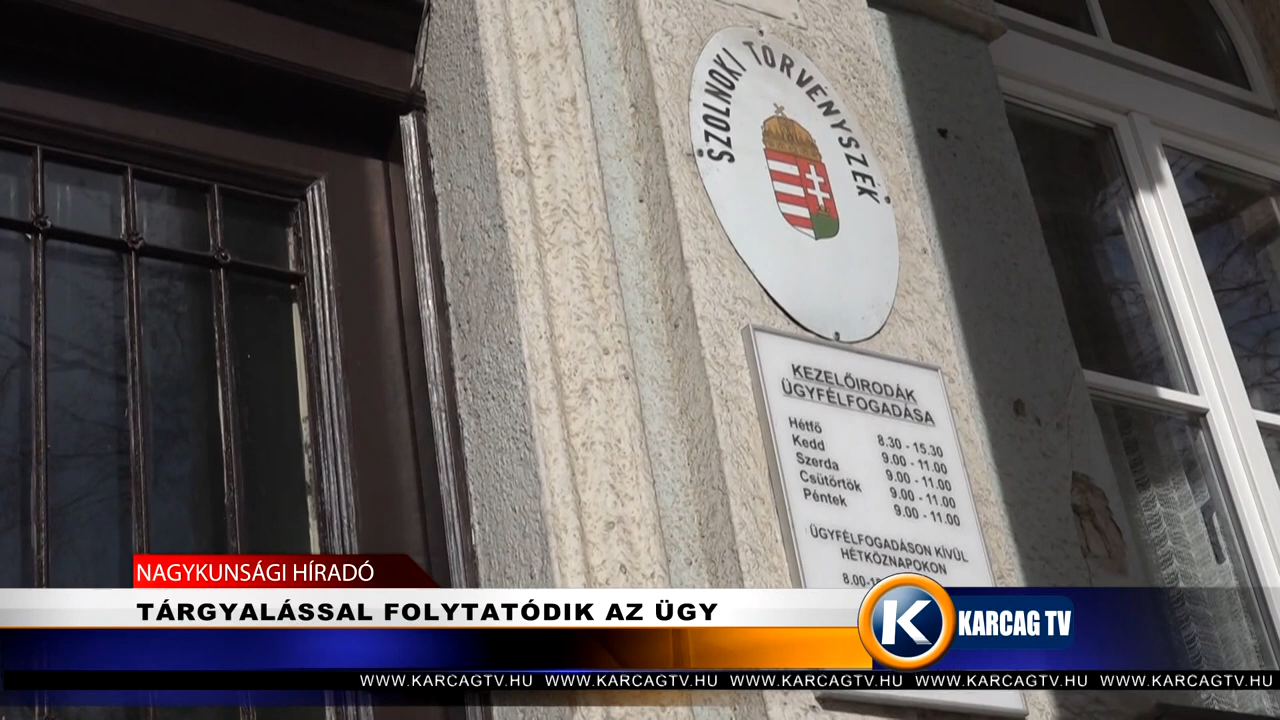 SZOLNOKI TÖRVÉNYSZÉK
KEZELŐIRODÁK
ÜGYFÉLFOGADÁSA
Hétfő 8.30 - 15.30
Kedd 9.00 - 11.00
Szerda 9.00 - 11.00
Csütörtök 9.00 - 11.00
Péntek 9.00 - 11.00
ÜGYFÉLFOGADÁSON KÍVÜL
HÉTKÖZNAPOKON
NAGYKUNSÁGI HÍRADÓ
TÁRGYALÁSSAL FOLYTATÓDIK AZ ÜGY
K KARCAG TV
WWW.KARCAGTV.HU WWW.KARCAGTV.HU WWW.KARCAGTV.HU WWW.KARCAGTV.HU WWW.KARCAGTV.HU